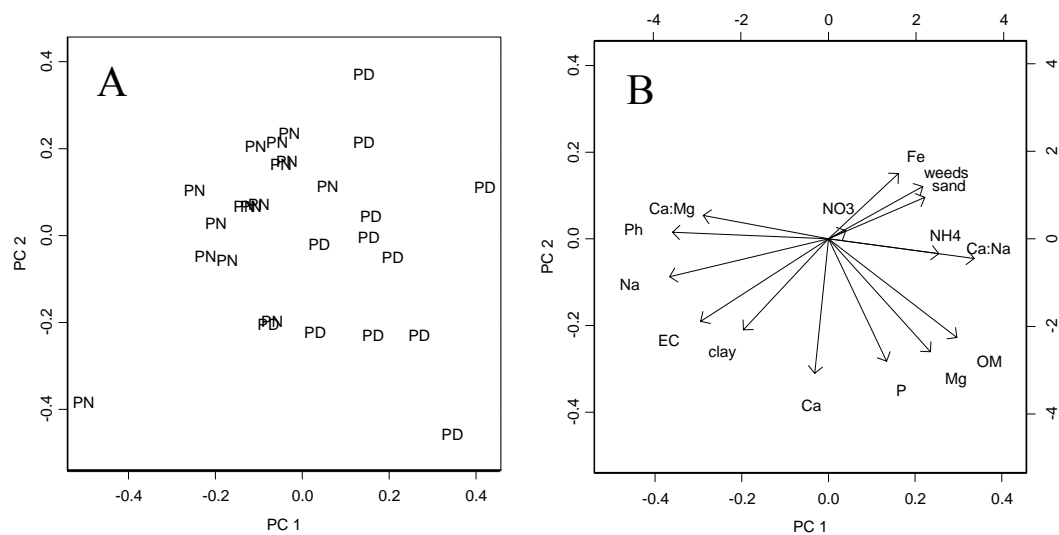 A
PD
PN
PN PN
PD
PN
PN
PN
PN
PD
PN
PN PN
PN
PD
PN
PD
PD
PN PN
PD
PN
PD
PD
PD
PD
PD
PN
PD
-0.4 -0.2 0.0 0.2 0.4
PC 1
-0.4 -0.2 0.0 0.2 0.4
PC 2
B
-4 -2 0 2 4
Fe
weeds
sand
NO3
Ca:Mg
Ph
NH4
Ca:Na
Na
EC
clay
OM
Mg
P
Ca
-0.4 -0.2 0.0 0.2 0.4
PC 1
-0.4 -0.2 0.0 0.2 0.4
PC 2
-4 -2 0 2 4